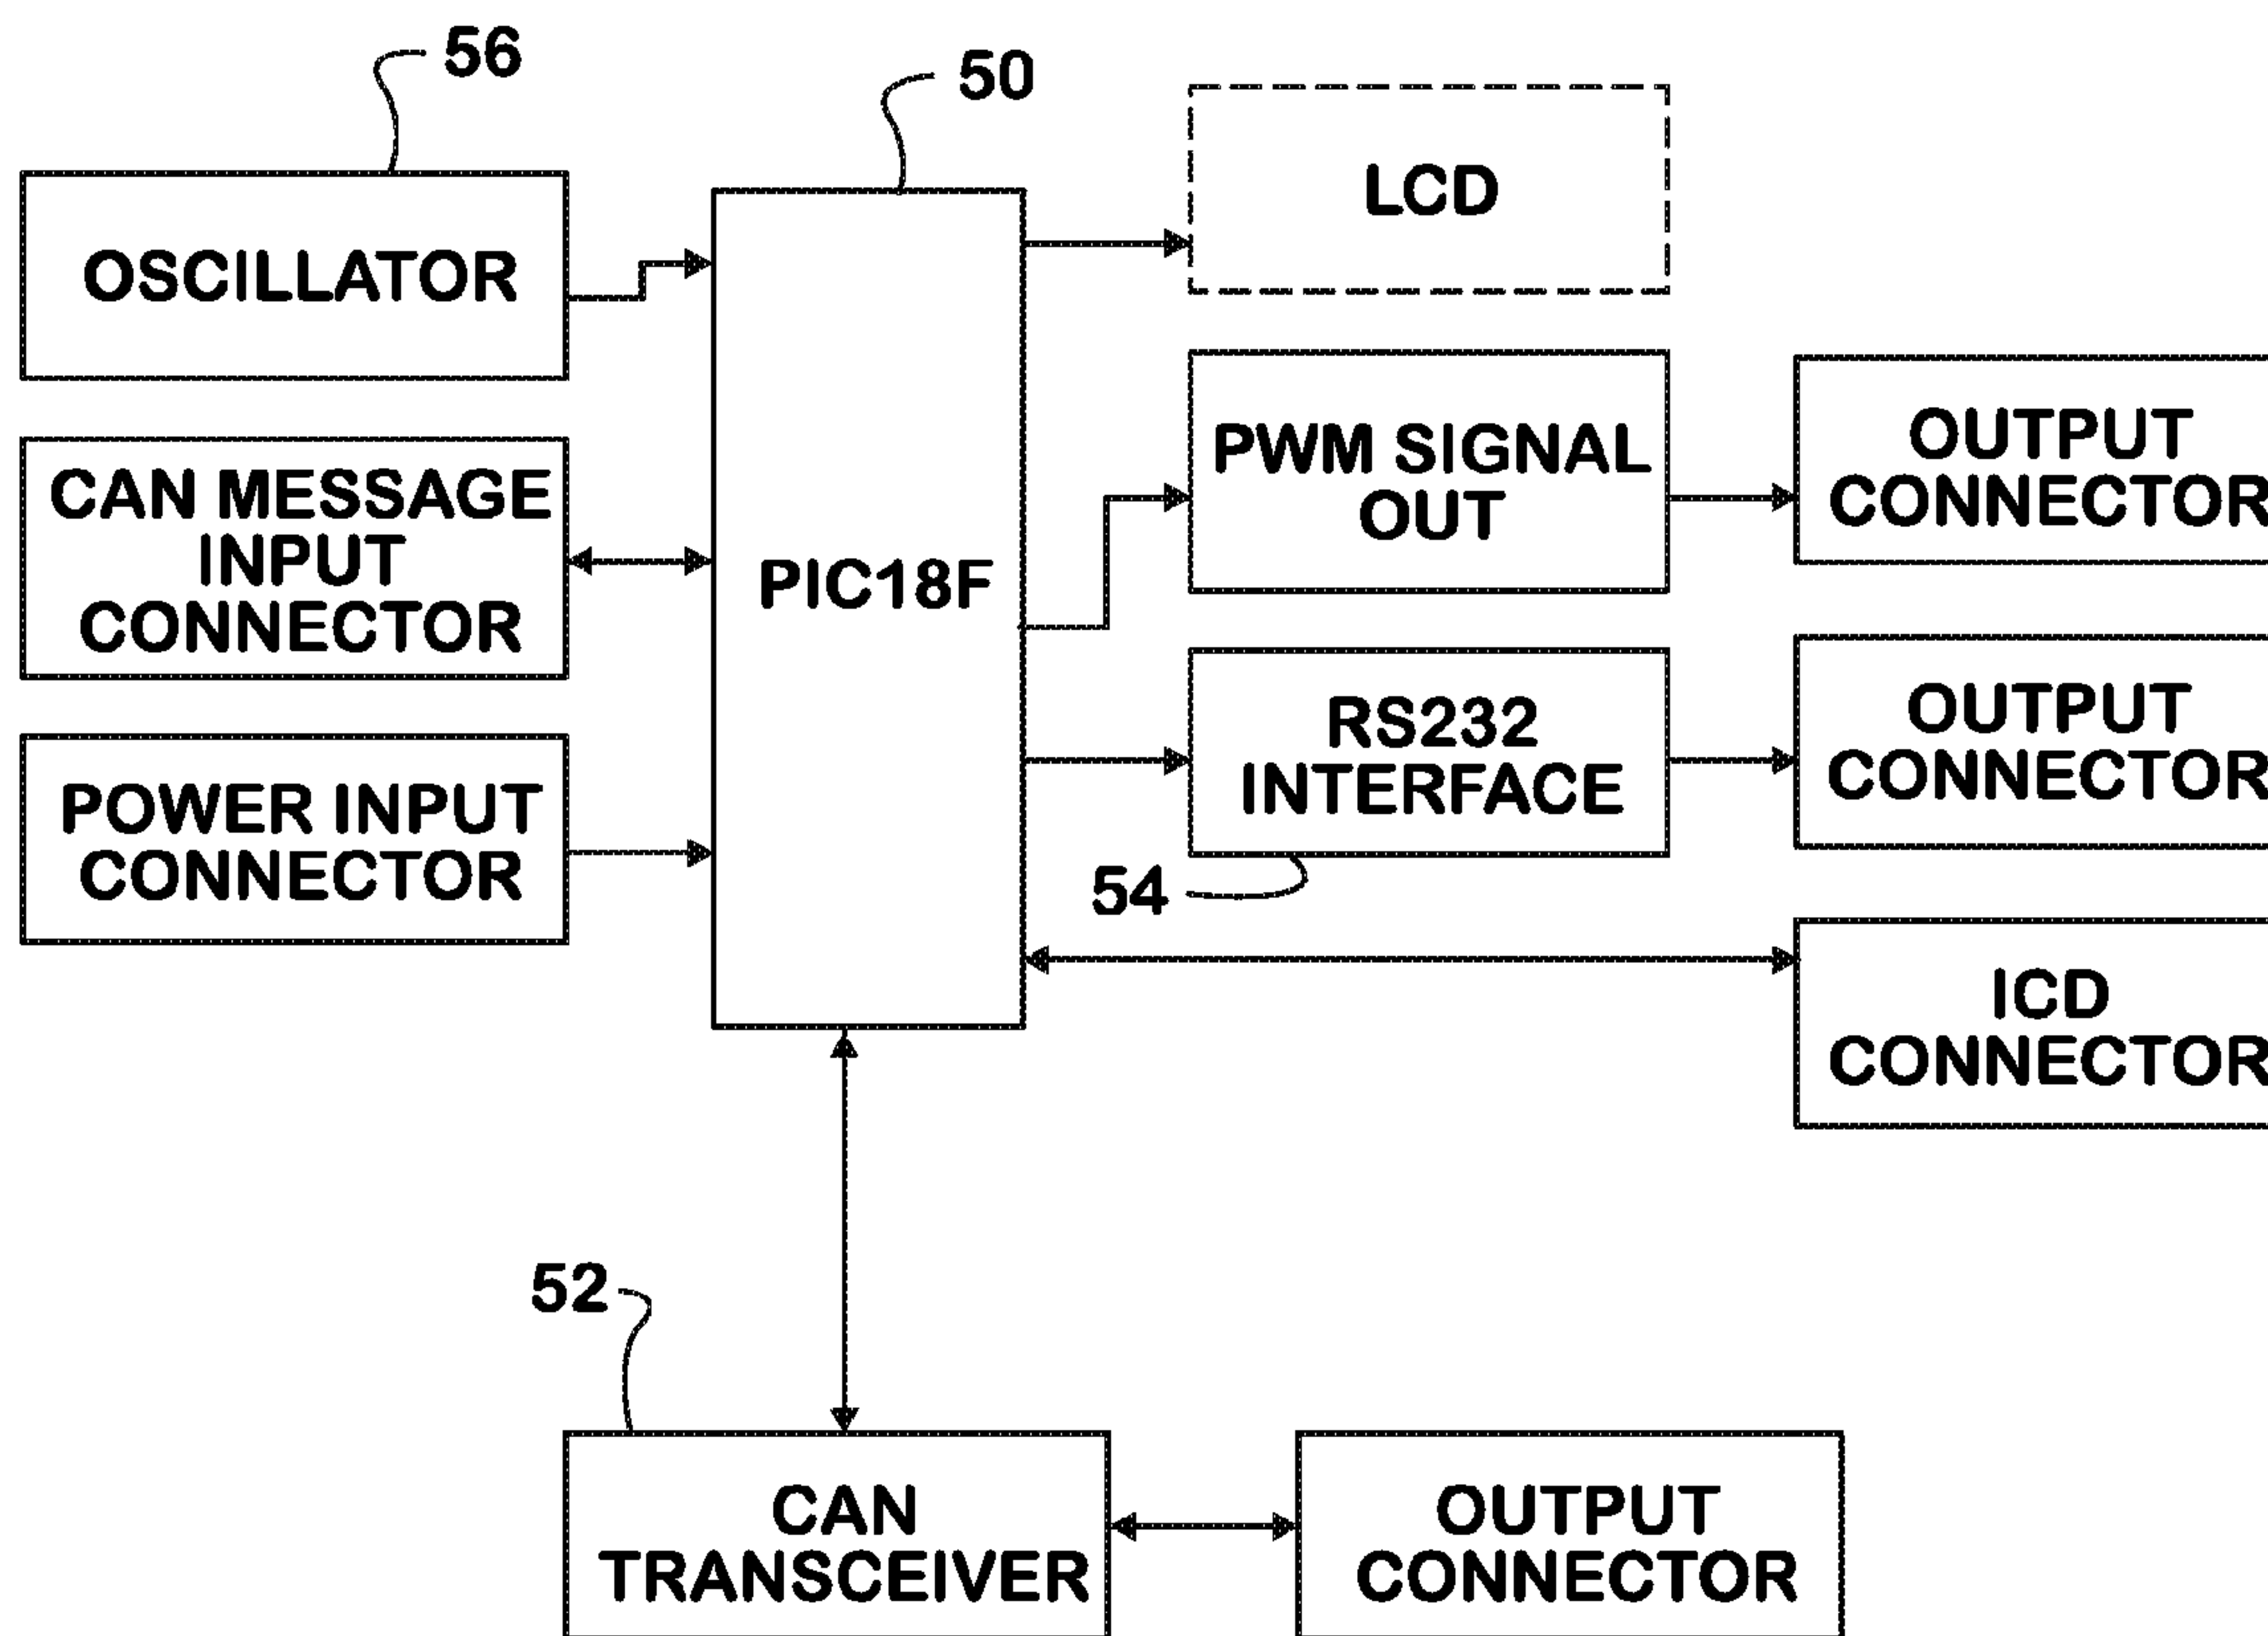 56
50
OSCILLATOR
LCD
CAN MESSAGE
INPUT
CONNECTOR
PIC18F
PWM SIGNAL
OUT
OUTPUT
CONNECTOR
POWER INPUT
CONNECTOR
RS232
INTERFACE
OUTPUT
CONNECTOR
54
ICD
CONNECTOR
52
CAN
TRANSCEIVER
OUTPUT
CONNECTOR